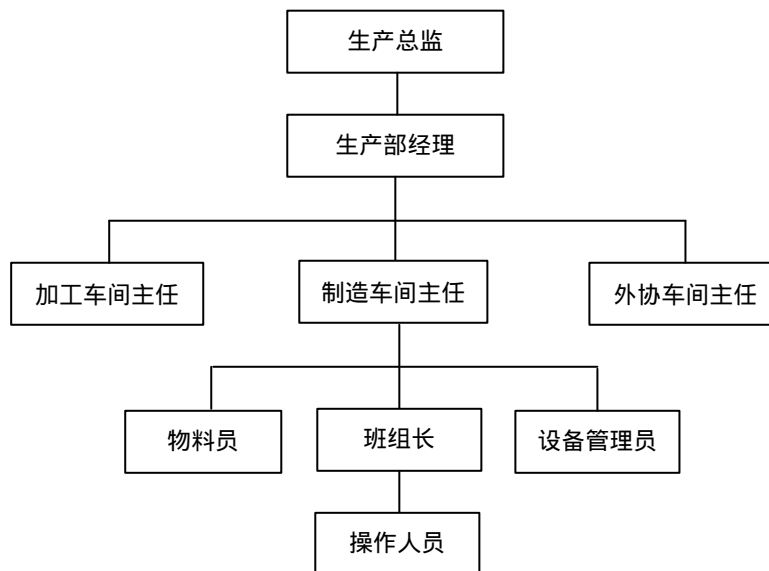 生产总监
生产部经理
加工车间主任
制造车间主任
外协车间主任
物料员
班组长
设备管理员
操作人员